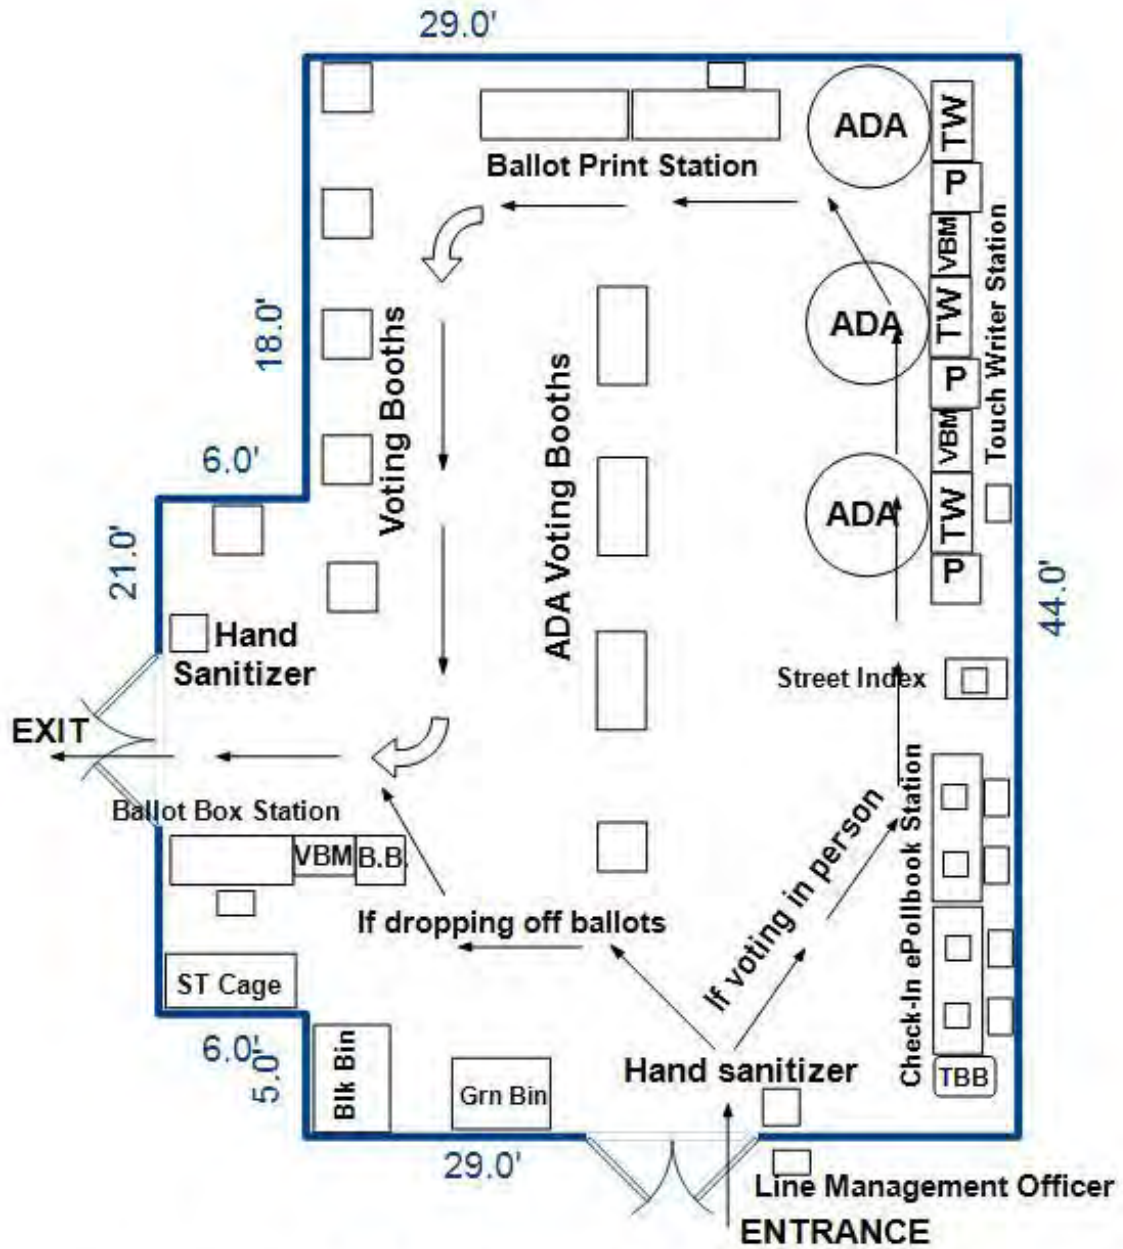 29.0'
ADA
TW
Ballot Print Station
P
VBM
Touch Writer Station
18.0'
Voting Booths
ADA
TW
ADA Voting Booths
P
VBM
6.0'
ADA
TW
21.0'
P
44.0'
Hand
Sanitizer
Street Index
EXIT
Ballot Box Station
Check-In ePollbook Station
VBM
B.B.
If voting in person
If dropping off ballots
ST Cage
6.0'
5.0'
Blk Bin
Grn Bin
Hand sanitizer
TBB
29.0'
Line Management Officer
ENTRANCE